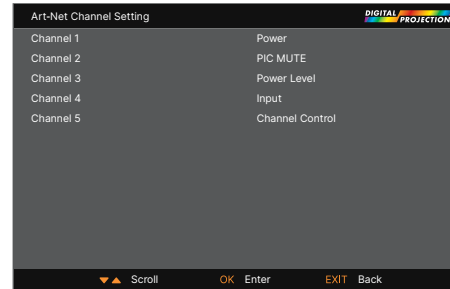 Art-Net Channel Setting
DIGITAL PROJECTION
Channel 1 Power
Channel 2 PIC MUTE
Channel 3 Power Level
Channel 4 Input
Channel 5 Channel Control
Scroll OK Enter EXIT Back